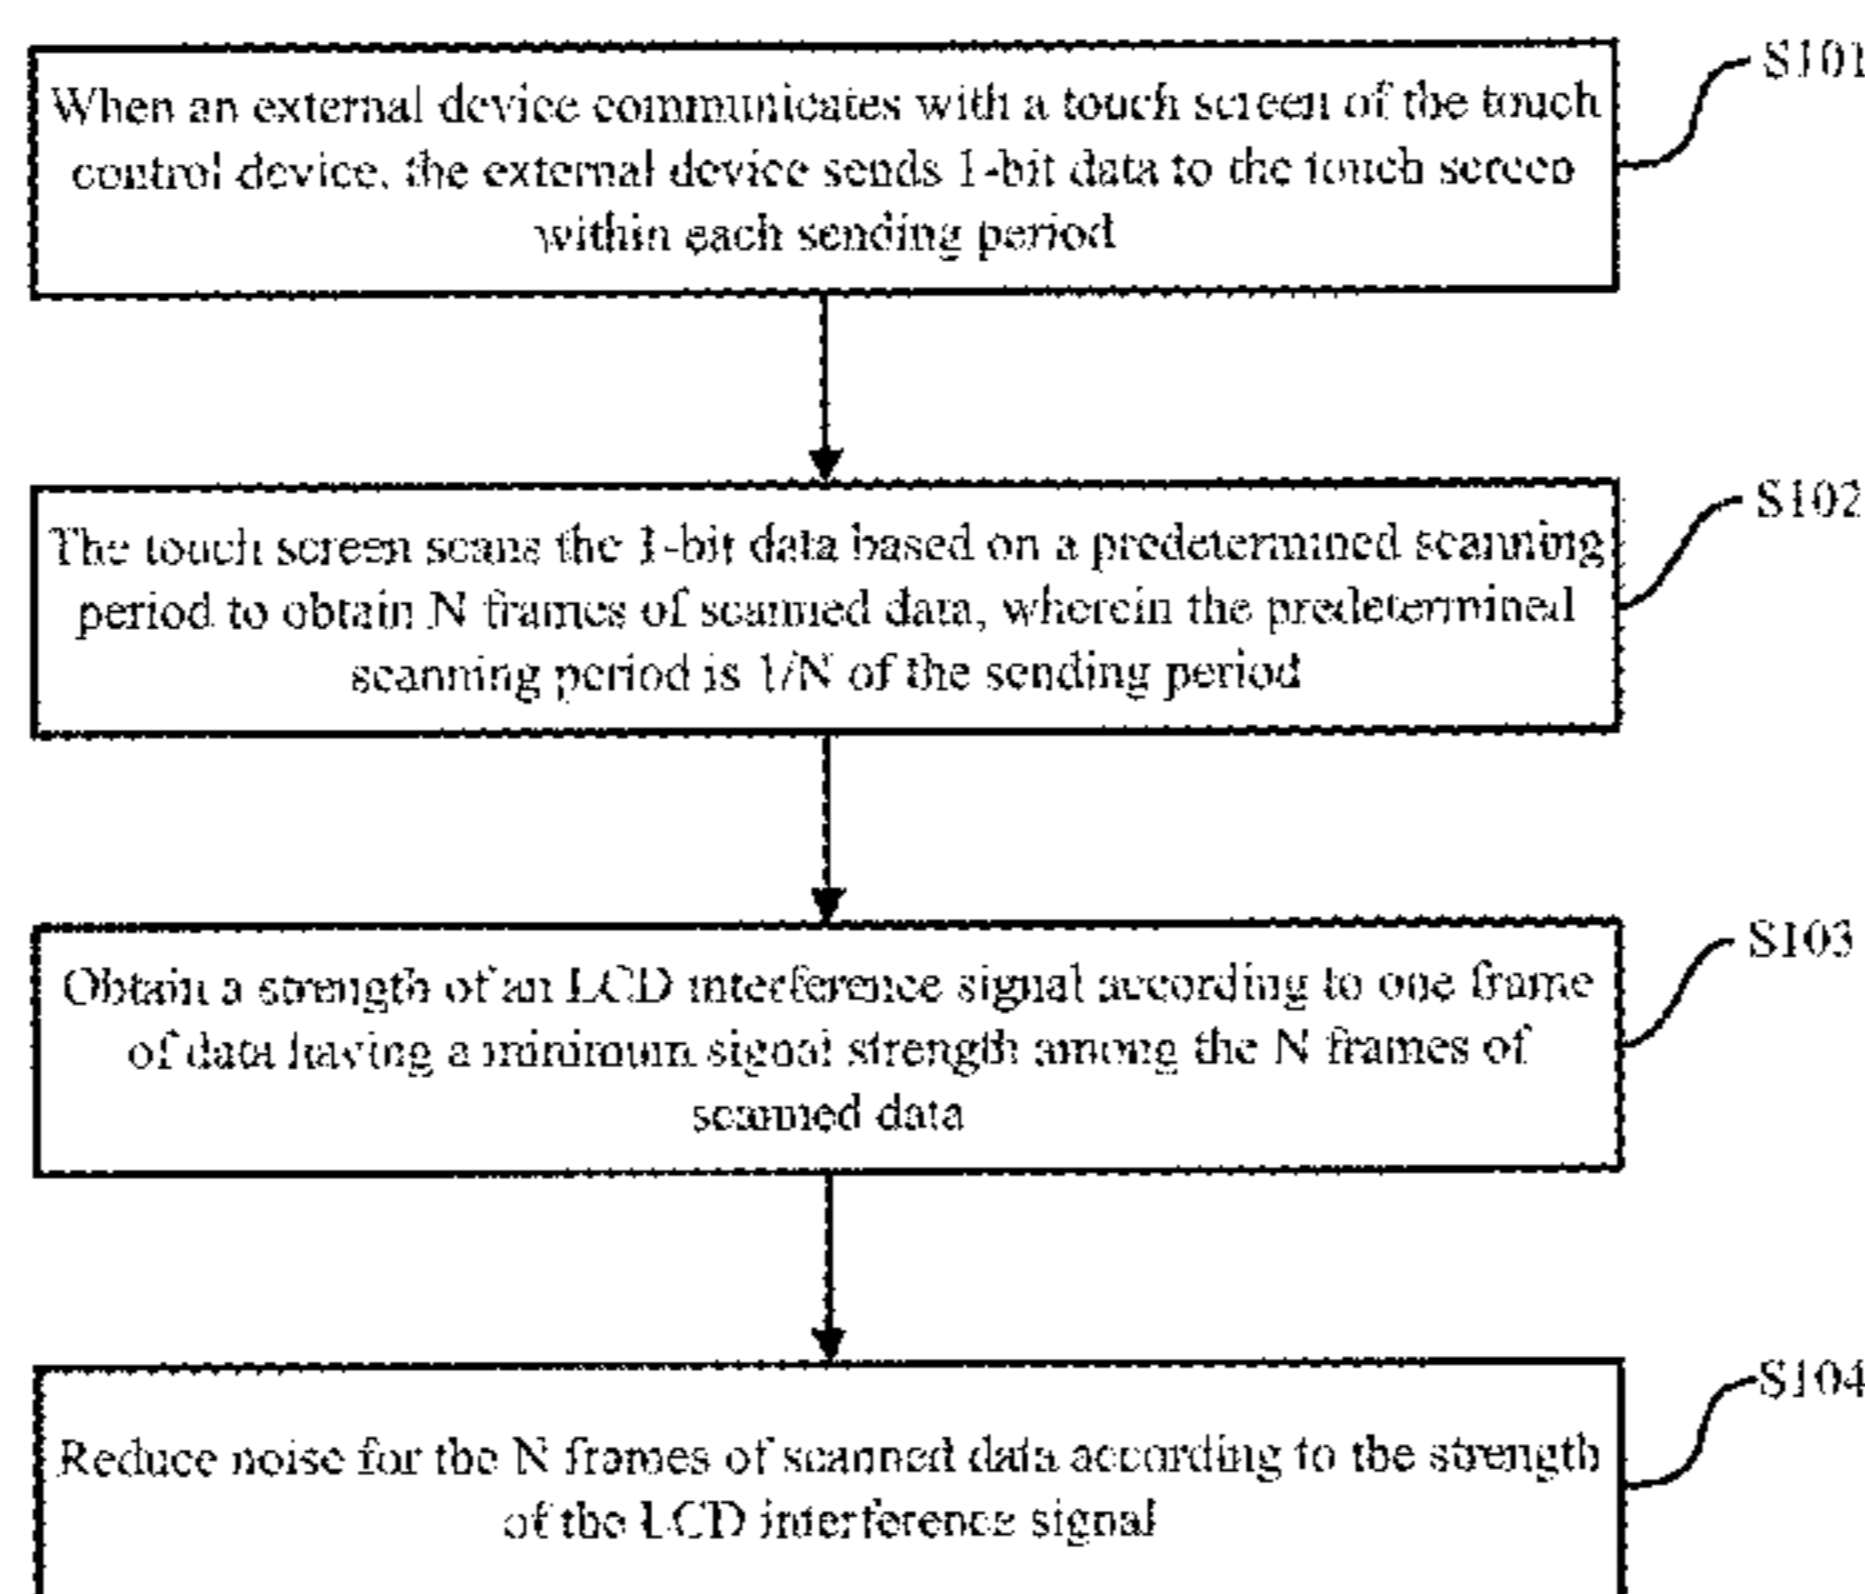 When an external device communicates with a touch screen of the touch
control device, the external device sends 1-bit data to the touch screen
within each sending period
S101
The touch screen scans the 1-bit data based on a predetermined scanning
period to obtain N frames of scanned data, wherein the predetermined
scanning period is 1/N of the sending period
S102
Obtain a strength of an LCD interference signal according to one frame
of data having a minimum signal strength among the N frames of
scanned data
S103
Reduce noise for the N frames of scanned data according to the strength
of the LCD interference signal
S104